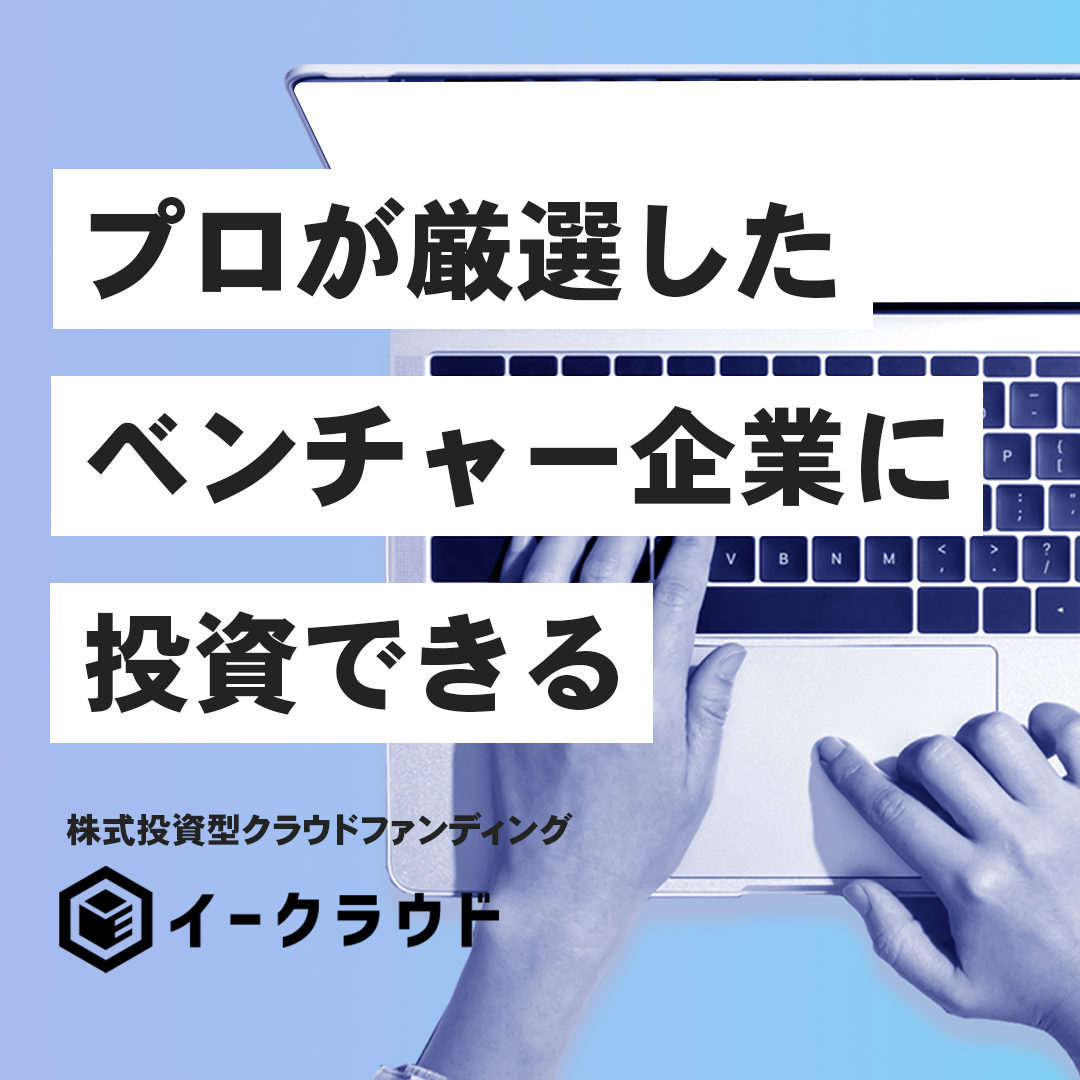 プロが厳選した
ベンチャー企業に
投資できる
株式投資型クラウドファンディング
イークラウド
P
{
[
:
;
"
'
V
B
N
M
<
,
>
.
?
/